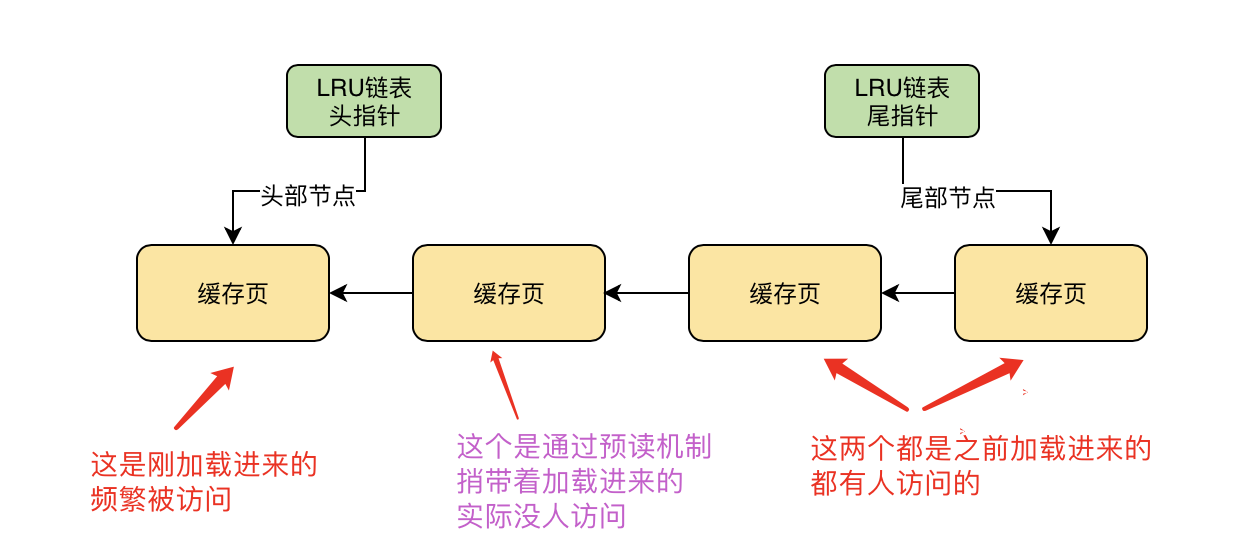 LRU链表
头指针
LRU链表
尾指针
头部节点
尾部节点
缓存页
缓存页
缓存页
缓存页
这是刚加载进来的
频繁被访问
这个是通过预读机制
捎带着加载进来的
实际没人访问
这两个都是之前加载进来的
都有人访问的